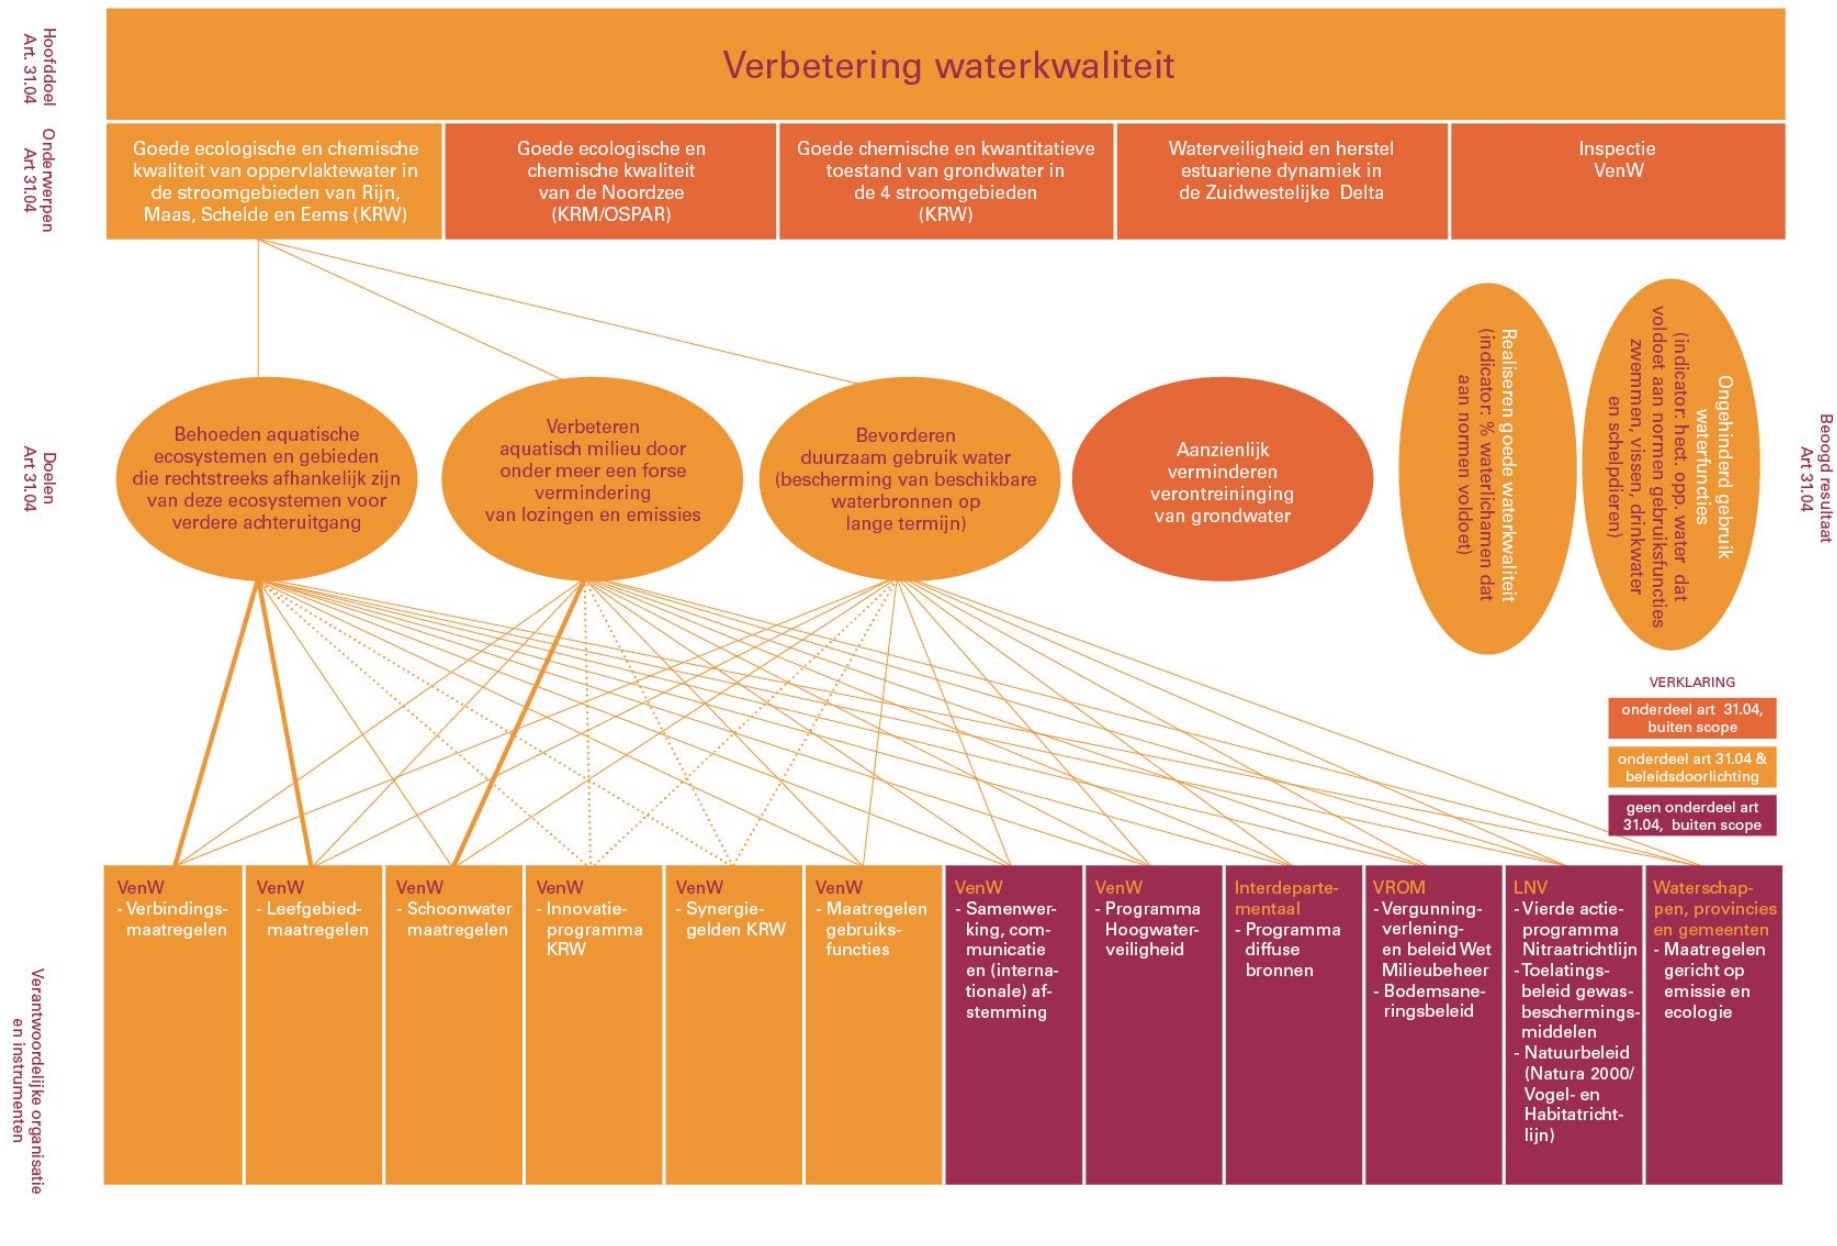 Hoofddoel
Art. 31.04
Verbetering waterkwaliteit
Onderwerpen
Art 31.04
Goede ecologische en chemische
kwaliteit van oppervlaktewater in
de stroomgebieden van Rijn,
Maas, Schelde en Eems (KRW)
Goede ecologische en
chemische kwaliteit
van de Noordzee
(KRM/OSPAR)
Goede chemische en kwantitatieve
toestand van grondwater in
de 4 stroomgebieden
(KRW)
Waterveiligheid en herstel
estuariene dynamiek in
de Zuidwestelijke Delta
Inspectie
VenW
Doelen
Art 31.04
Behoeden aquatische
ecosystemen en gebieden
die rechtstreeks afhankelijk zijn
van deze ecosystemen voor
verdere achteruitgang
Verbeteren
aquatisch milieu door
onder meer een forse
vermindering
van lozingen en emissies
Bevorderen
duurzaam gebruik water
(bescherming van beschikbare
waterbronnen op
lange termijn)
Aanzienlijk
verminderen
verontreininging
van grondwater
Realiseren goede waterkwaliteit
(indicator: % waterlichamen dat
aan normen voldoet)
Ongehinderd gebruik
waterfuncties
(indicator: hect. opp. water dat
voldoet aan normen gebruiksfuncties
zwemmen, vissen, drinkwater
en schelpdieren)
Beoogd resultaat
Art 31.04
VERKLARING
onderdeel art 31.04,
buiten scope
onderdeel art 31.04 &
beleidsdoorlichting
geen onderdeel art
31.04, buiten scope
Verantwoordelijke organisatie
en instrumenten
VenW
- Verbindings-
maatregelen
VenW
- Leefgebied-
maatregelen
VenW
- Schoonwater
maatregelen
VenW
- Innovatie-
programma
KRW
VenW
- Synergie-
gelden KRW
VenW
- Maatregelen
gebruiks-
functies
VenW
- Samenwer-
king, com-
municatie
en (interna-
tionale) af-
stemming
VenW
- Programma
Hoogwater-
veiligheid
Interdeparte-
mentaal
- Programma
diffuse
bronnen
VROM
- Vergunning-
verlening-
en beleid Wet
Milieubeheer
- Bodemsane-
ringsbeleid
LNV
- Vierde actie-
programma
Nitraatrichtlijn
- Toelatings-
beleid gewas-
beschermings-
middelen
- Natuurbeleid
(Natura 2000/
Vogel- en
Habitatricht-
lijn)
Waterschap-
pen, provincies
en gemeenten
- Maatregelen
gericht op
emissie en
ecologie